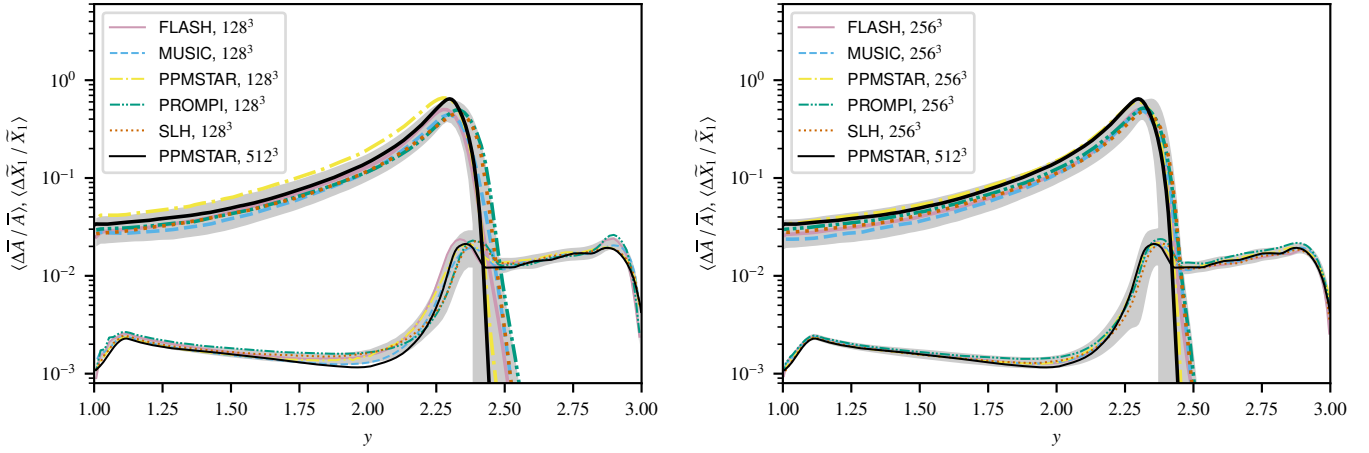 FLASH, 128³
MUSIC, 128³
PPMSTAR, 128³
PROMPI, 128³
SLH, 128³
PPMSTAR, 512³
⟨ΔA̅ / A̅⟩, ⟨ΔX̃₁ / X̃₁⟩
10⁰
10⁻¹
10⁻²
10⁻³
1.00 1.25 1.50 1.75 2.00 2.25 2.50 2.75 3.00
y
FLASH, 256³
MUSIC, 256³
PPMSTAR, 256³
PROMPI, 256³
SLH, 256³
PPMSTAR, 512³
⟨ΔA̅ / A̅⟩, ⟨ΔX̃₁ / X̃₁⟩
10⁰
10⁻¹
10⁻²
10⁻³
1.00 1.25 1.50 1.75 2.00 2.25 2.50 2.75 3.00
y